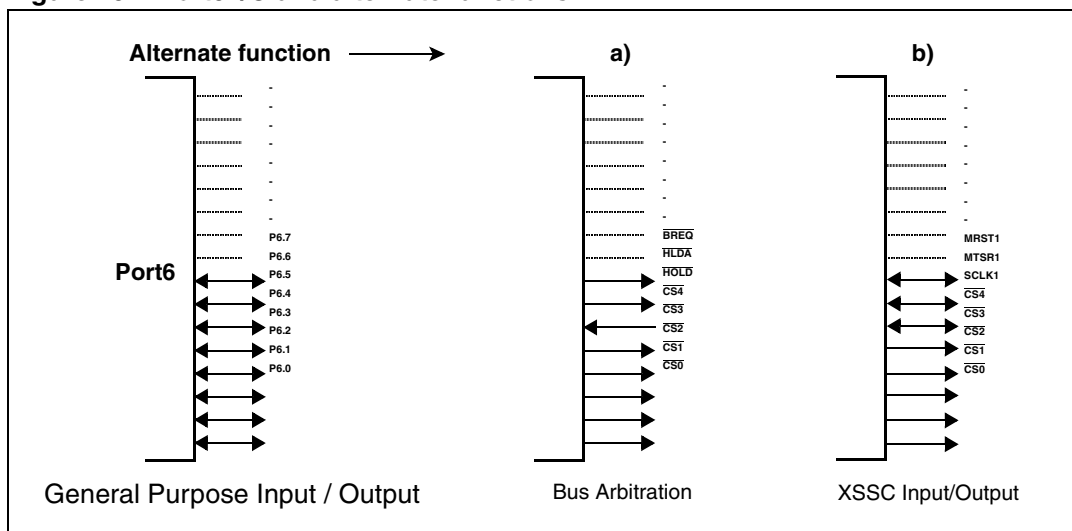 Alternate function
a)
b)
Port6
-
-
-
-
-
-
-
-
P6.7
P6.6
P6.5
P6.4
P6.3
P6.2
P6.1
P6.0
General Purpose Input / Output
-
-
-
-
-
-
-
-
BREQ
HLDA
HOLD
CS4
CS3
CS2
CS1
CS0
Bus Arbitration
-
-
-
-
-
-
-
-
MRST1
MTSR1
SCLK1
CS4
CS3
CS2
CS1
CS0
XSSC Input/Output